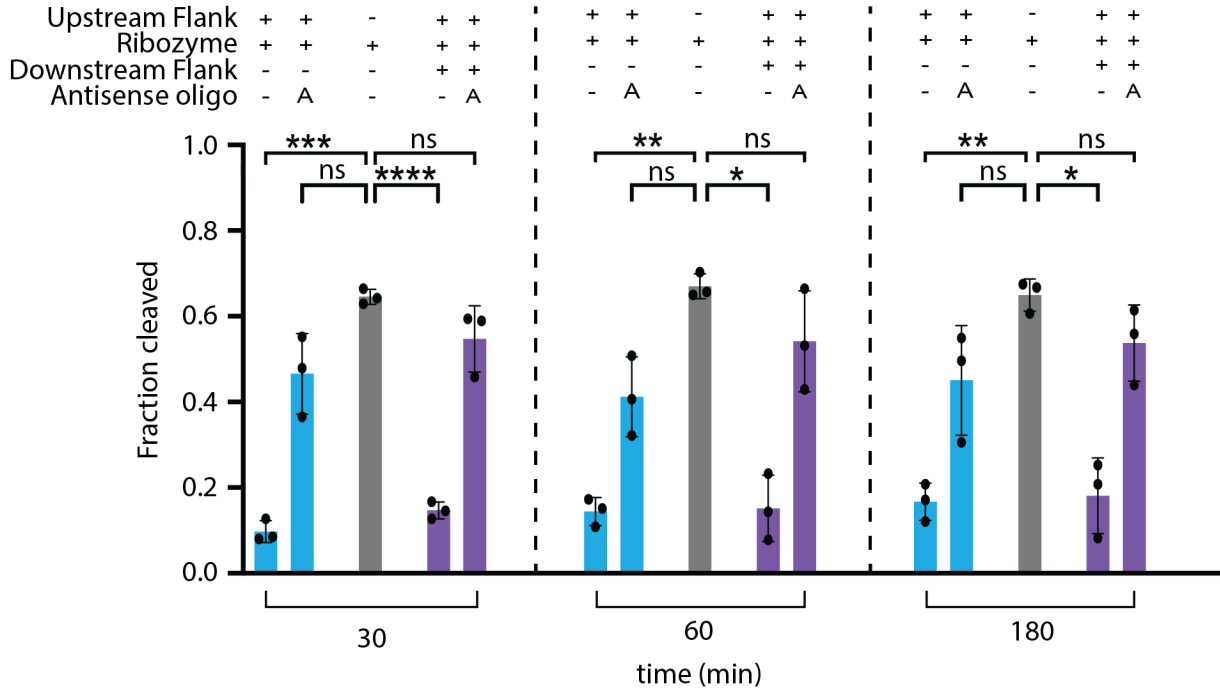 Upstream Flank + + - + + + + - + + + + - + +
Ribozyme + + + + + + + + + + + + + + +
Downstream Flank - - + + - - - + + - - - + +
Antisense oligo - A - - A - A - - A - A - - A
*** ns ** ns ** ns
ns **** ns * ns *
1.0
0.8
0.6
0.4
0.2
0.0
Fraction cleaved
30 60 180
time (min)